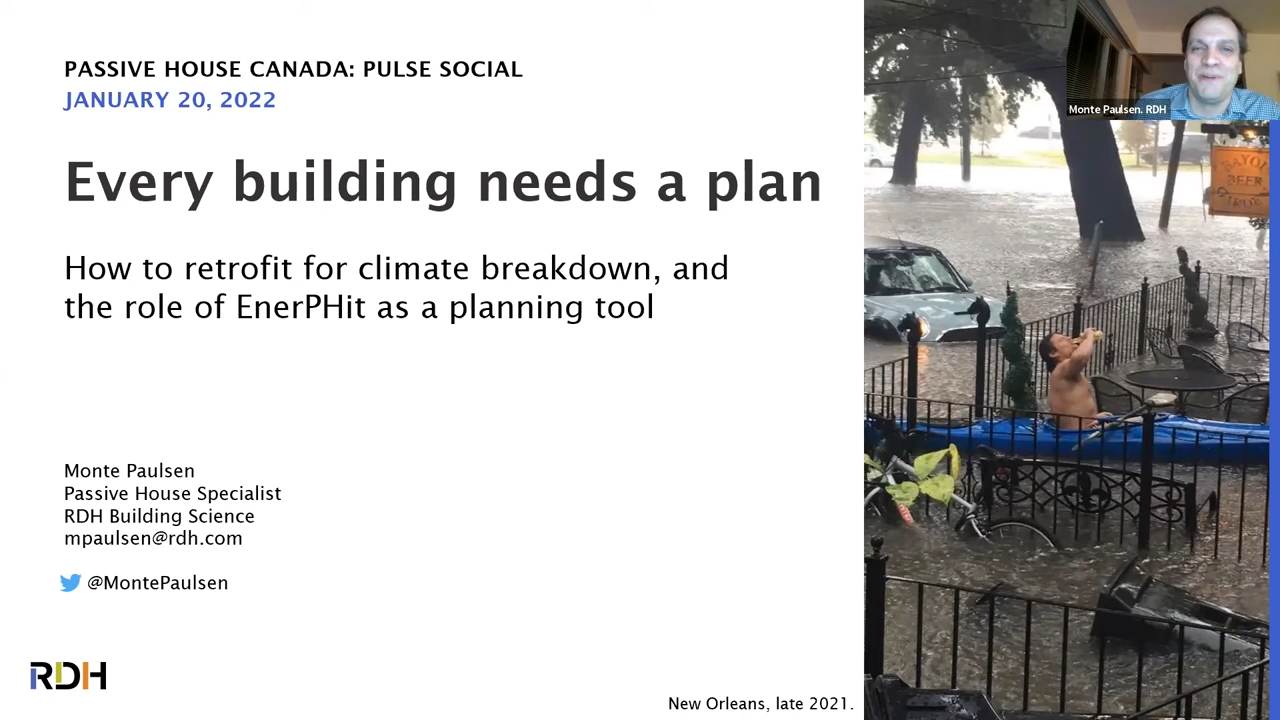 PASSIVE HOUSE CANADA: PULSE SOCIAL
JANUARY 20, 2022
Every building needs a plan
How to retrofit for climate breakdown, and
the role of EnerPHit as a planning tool
Monte Paulsen
Passive House Specialist
RDH Building Science
mpaulsen@rdh.com
@MontePaulsen
RDH
New Orleans, late 2021.
Monte Paulsen. RDH
BEER